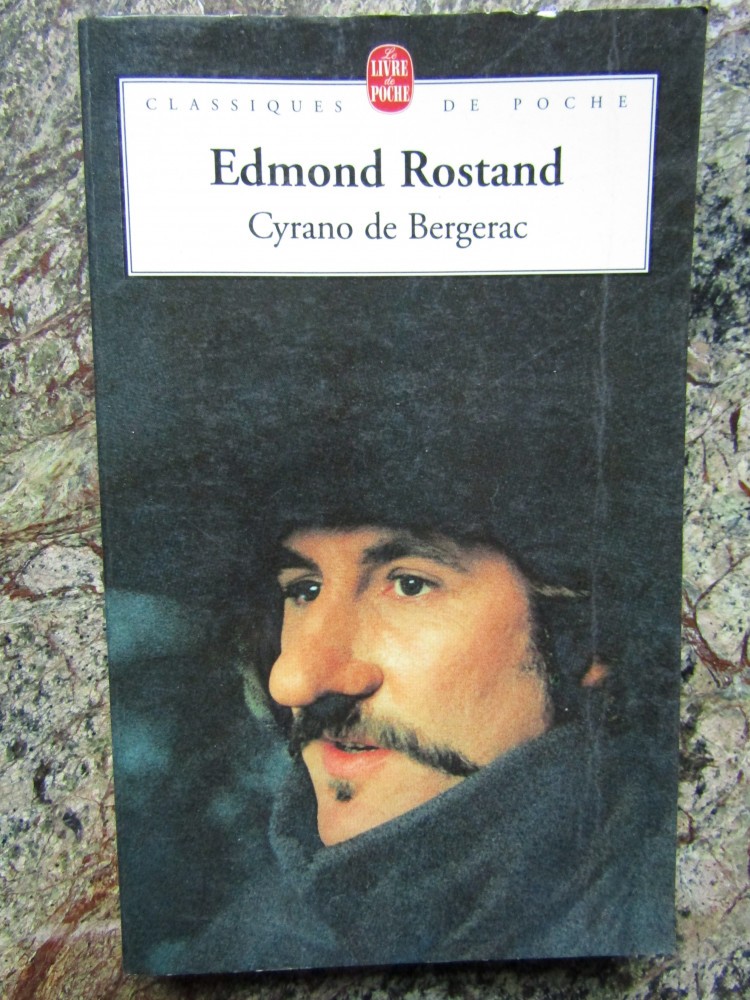 Le
LIVRE
de
POCHE
CLASSIQUES DE POCHE
Edmond Rostand
Cyrano de Bergerac